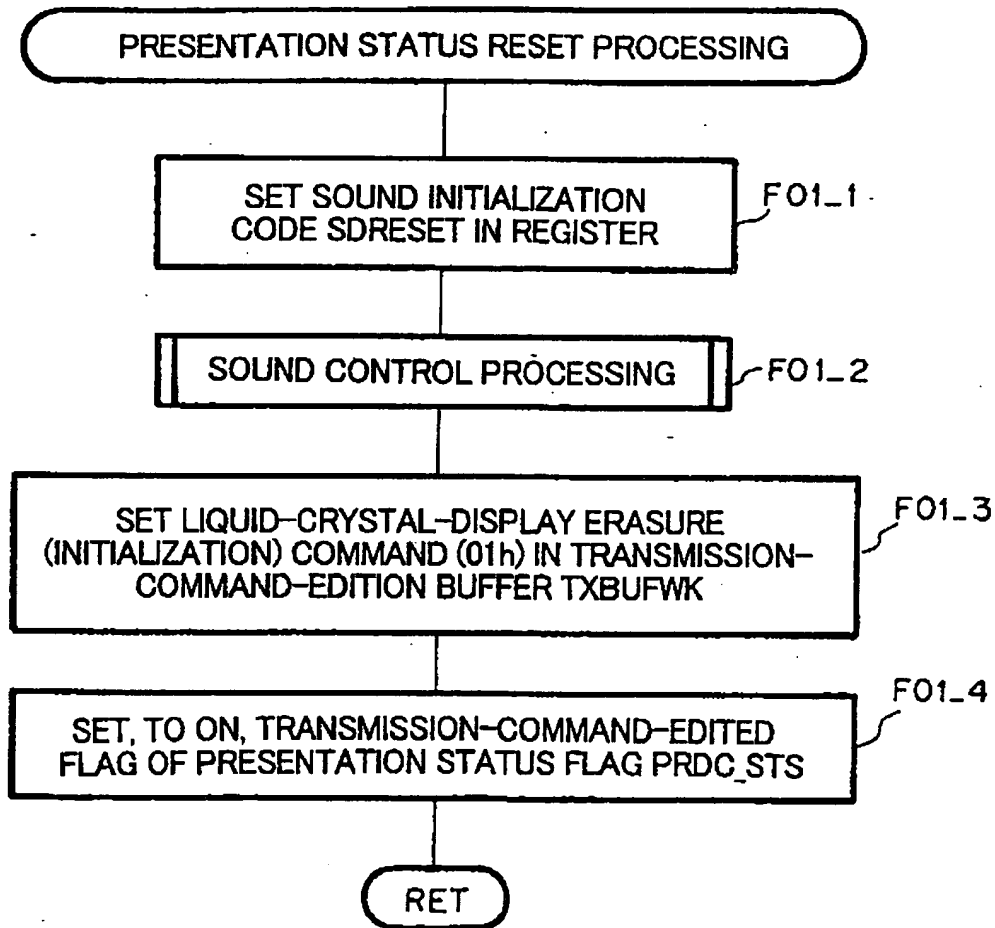 PRESENTATION STATUS RESET PROCESSING
SET SOUND INITIALIZATION
CODE SDRESET IN REGISTER
F01_1
SOUND CONTROL PROCESSING
F01_2
SET LIQUID-CRYSTAL-DISPLAY ERASURE
(INITIALIZATION) COMMAND (01h) IN TRANSMISSION-
COMMAND-EDITION BUFFER TXBUFWK
F01_3
SET, TO ON, TRANSMISSION-COMMAND-EDITED
FLAG OF PRESENTATION STATUS FLAG PRDC_STS
F01_4
RET